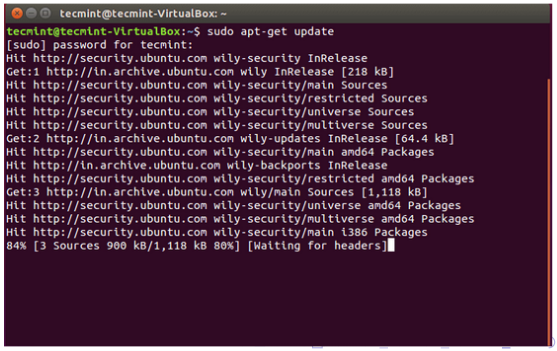 tecmint@tecmint-VirtualBox: ~
tecmint@tecmint-VirtualBox:~$ sudo apt-get update
[sudo] password for tecmint:
Hit http://security.ubuntu.com wily-security InRelease
Get:1 http://in.archive.ubuntu.com wily InRelease [218 kB]
Hit http://security.ubuntu.com wily-security/main Sources
Hit http://security.ubuntu.com wily-security/restricted Sources
Hit http://security.ubuntu.com wily-security/universe Sources
Hit http://security.ubuntu.com wily-security/multiverse Sources
Get:2 http://in.archive.ubuntu.com wily-updates InRelease [64.4 kB]
Hit http://security.ubuntu.com wily-security/main amd64 Packages
Hit http://in.archive.ubuntu.com wily-backports InRelease
Hit http://security.ubuntu.com wily-security/restricted amd64 Packages
Get:3 http://in.archive.ubuntu.com wily/main Sources [1,118 kB]
Hit http://security.ubuntu.com wily-security/universe amd64 Packages
Hit http://security.ubuntu.com wily-security/multiverse amd64 Packages
Hit http://security.ubuntu.com wily-security/main i386 Packages
84% [3 Sources 900 kB/1,118 kB 80%] [Waiting for headers]